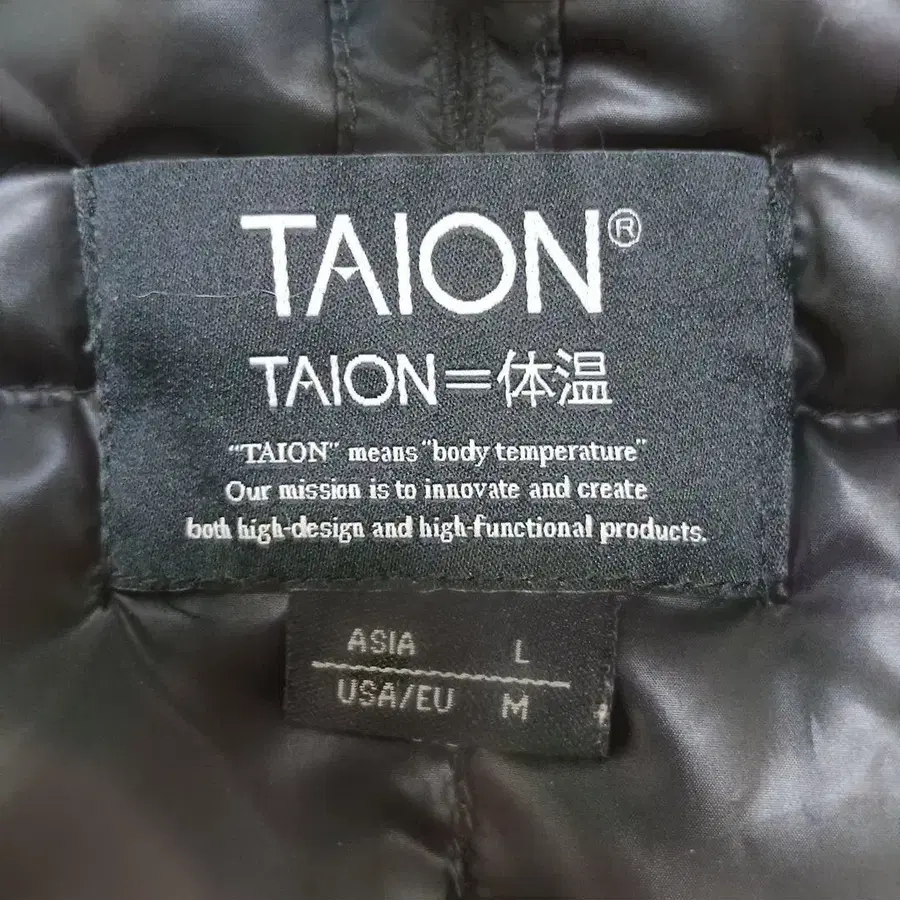 TAION®
TAION=体温
"TAION" means "body temperature"
Our mission is to innovate and create
both high-design and high-functional products.
ASIA L
USA/EU M